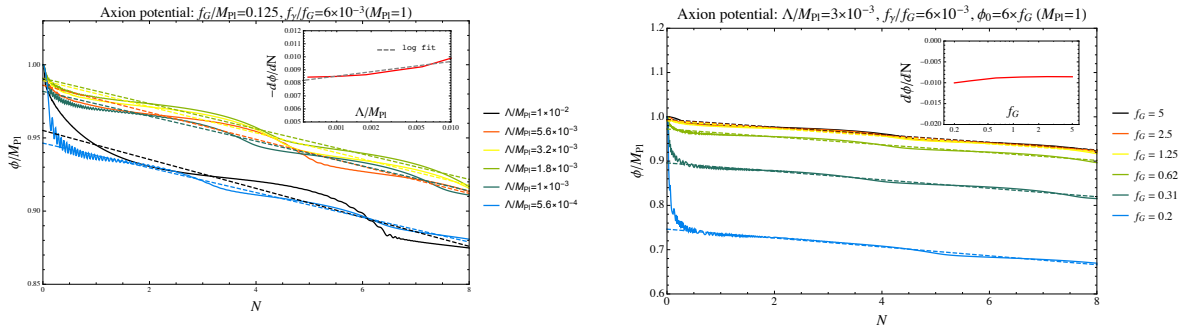 Axion potential: f_G/M_Pl=0.125, f_γ/f_G=6×10⁻³(M_Pl=1)
0.012
0.011
0.010
0.009
0.008
0.007
0.006
0.005
−dϕ/dN
log fit
0.001
0.002
0.005
0.010
Λ/M_Pl
1.00
0.95
0.90
0.85
ϕ/M_Pl
0
2
4
6
8
N
Λ/M_Pl=1×10⁻²
Λ/M_Pl=5.6×10⁻³
Λ/M_Pl=3.2×10⁻³
Λ/M_Pl=1.8×10⁻³
Λ/M_Pl=1×10⁻³
Λ/M_Pl=5.6×10⁻⁴
Axion potential: Λ/M_Pl=3×10⁻³, f_γ/f_G=6×10⁻³, ϕ₀=6×f_G (M_Pl=1)
0.000
-0.005
-0.010
-0.015
-0.020
dϕ/dN
0.2
0.5
1
2
5
f_G
1.2
1.1
1.0
0.9
0.8
0.7
0.6
ϕ/M_Pl
0
2
4
6
8
N
f_G = 5
f_G = 2.5
f_G = 1.25
f_G = 0.62
f_G = 0.31
f_G = 0.2